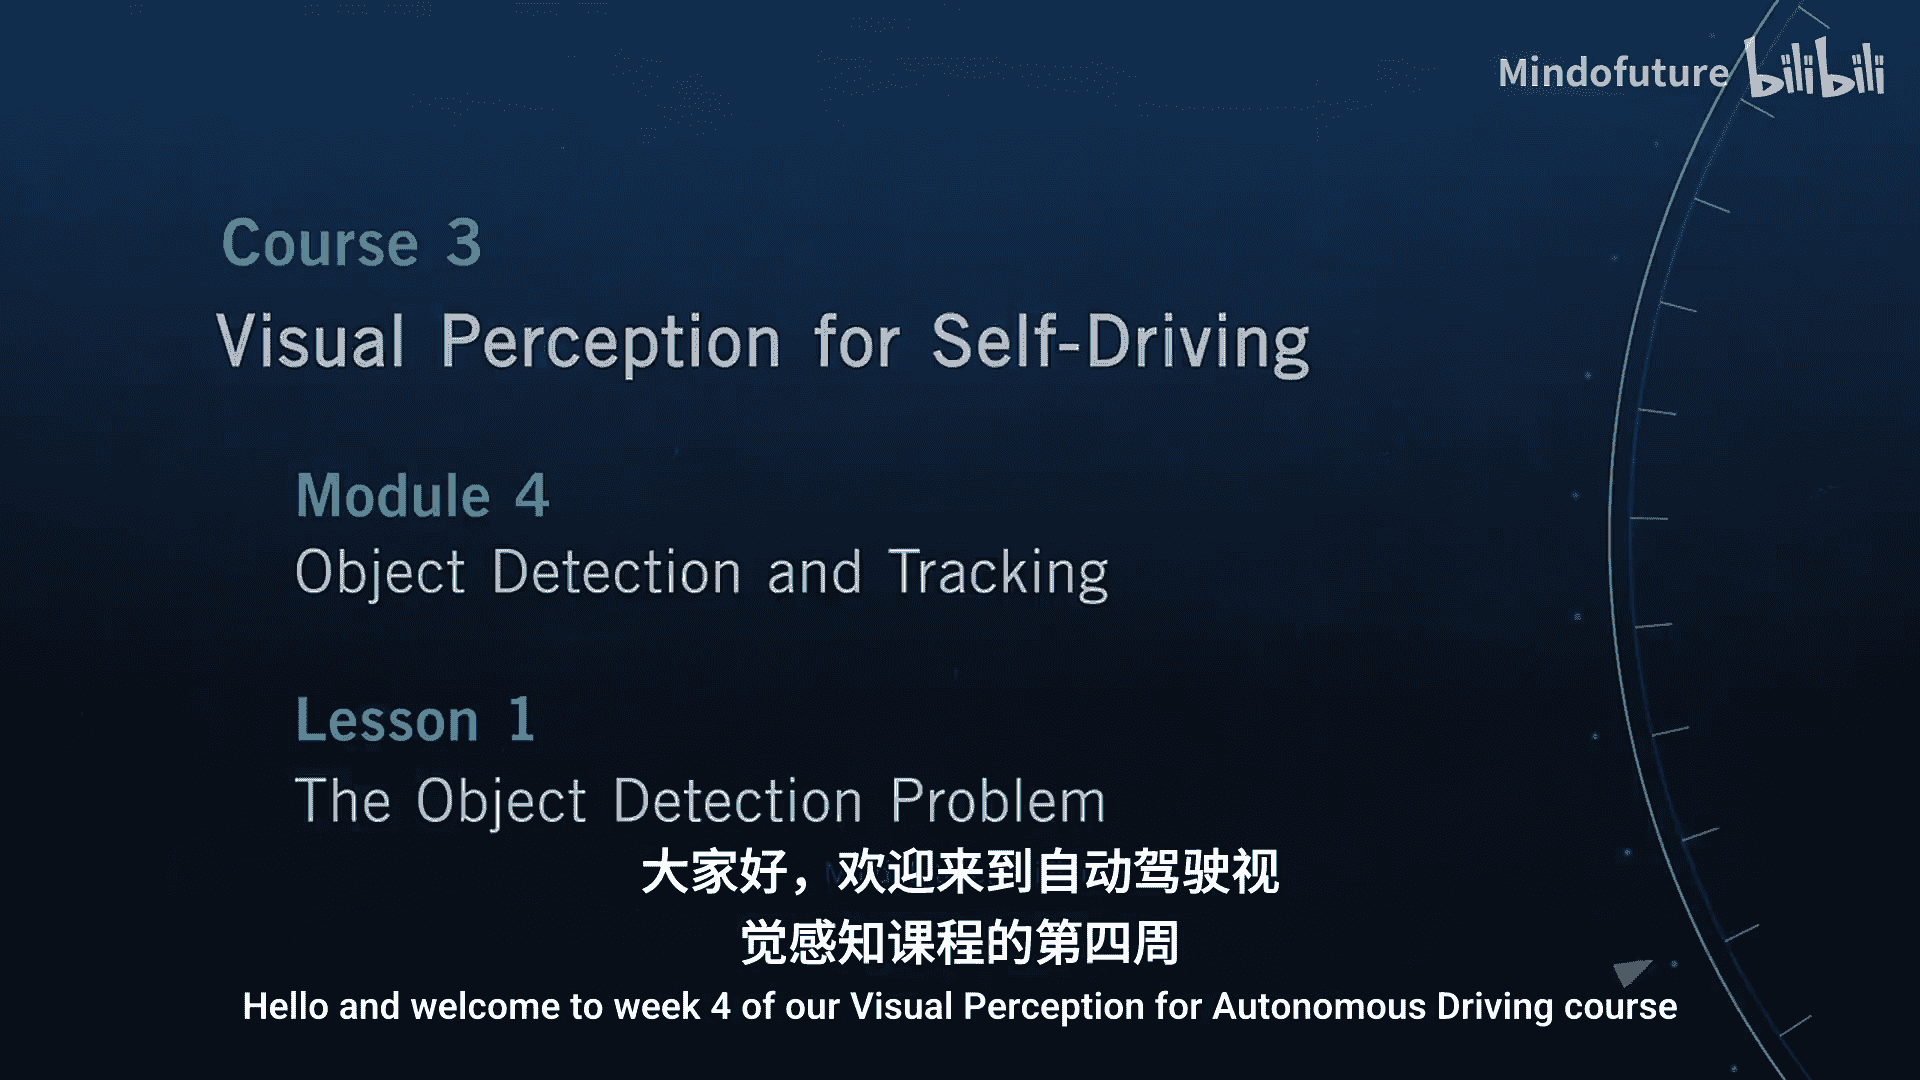 Mindofuture bilibili
Course 3
Visual Perception for Self-Driving
Module 4
Object Detection and Tracking
Lesson 1
The Object Detection Problem
大家好，欢迎来到自动驾驶视
觉感知课程的第四周
Hello and welcome to week 4 of our Visual Perception for Autonomous Driving course